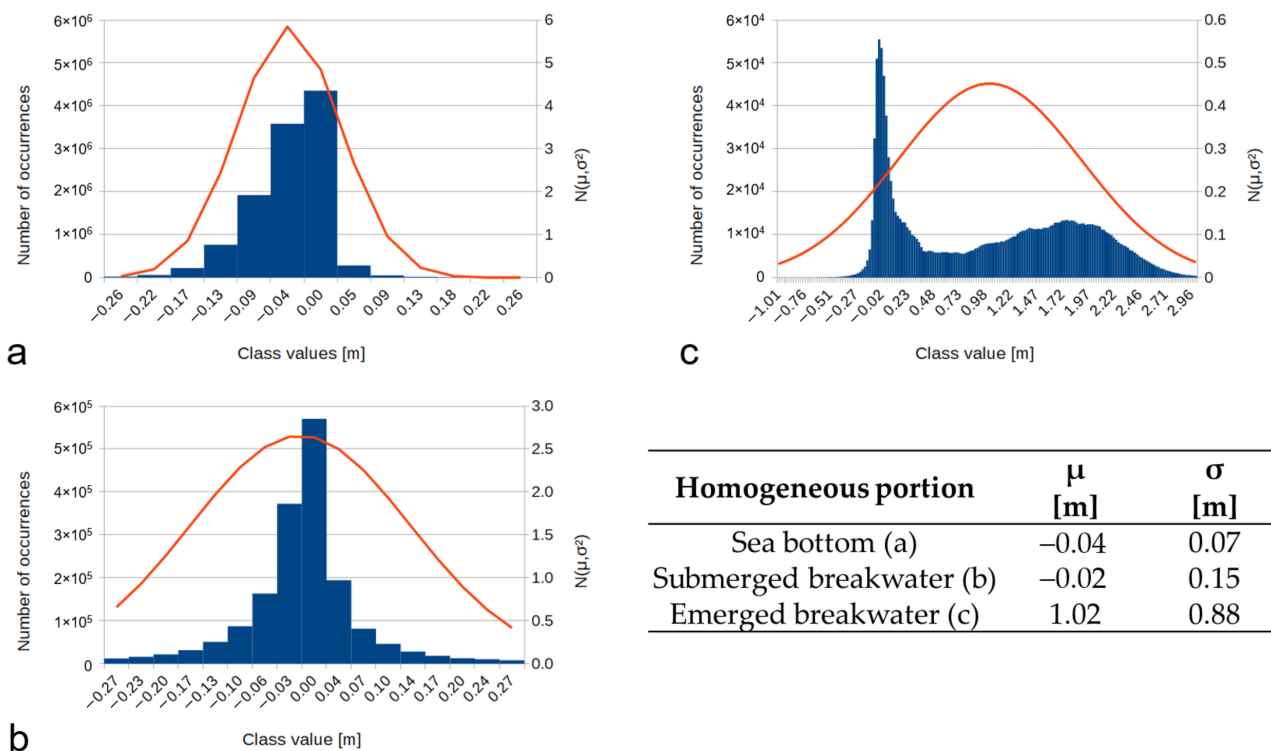 6×10⁶
5×10⁶
4×10⁶
3×10⁶
2×10⁶
1×10⁶
0
Number of occurrences
6
5
4
3
2
1
0
N(μ,σ²)
−0.26 −0.22 −0.17 −0.13 −0.09 −0.04 0.00 0.05 0.09 0.13 0.18 0.22 0.26
Class values [m]
a
6×10⁴
5×10⁴
4×10⁴
3×10⁴
2×10⁴
1×10⁴
0
Number of occurrences
0.6
0.5
0.4
0.3
0.2
0.1
0
N(μ,σ²)
−1.01 −0.76 −0.51 −0.27 −0.02 0.23 0.48 0.73 0.98 1.22 1.47 1.72 1.97 2.22 2.46 2.71 2.96
Class value [m]
c
6×10⁵
5×10⁵
4×10⁵
3×10⁵
2×10⁵
1×10⁵
0
Number of occurrences
3.0
2.5
2.0
1.5
1.0
0.5
0.0
N(μ,σ²)
−0.27 −0.23 −0.20 −0.17 −0.13 −0.10 −0.06 −0.03 0.00 0.04 0.07 0.10 0.14 0.17 0.20 0.24 0.27
Class value [m]
b
Homogeneous portion μ [m] σ [m]
Sea bottom (a) –0.04 0.07
Submerged breakwater (b) –0.02 0.15
Emerged breakwater (c) 1.02 0.88